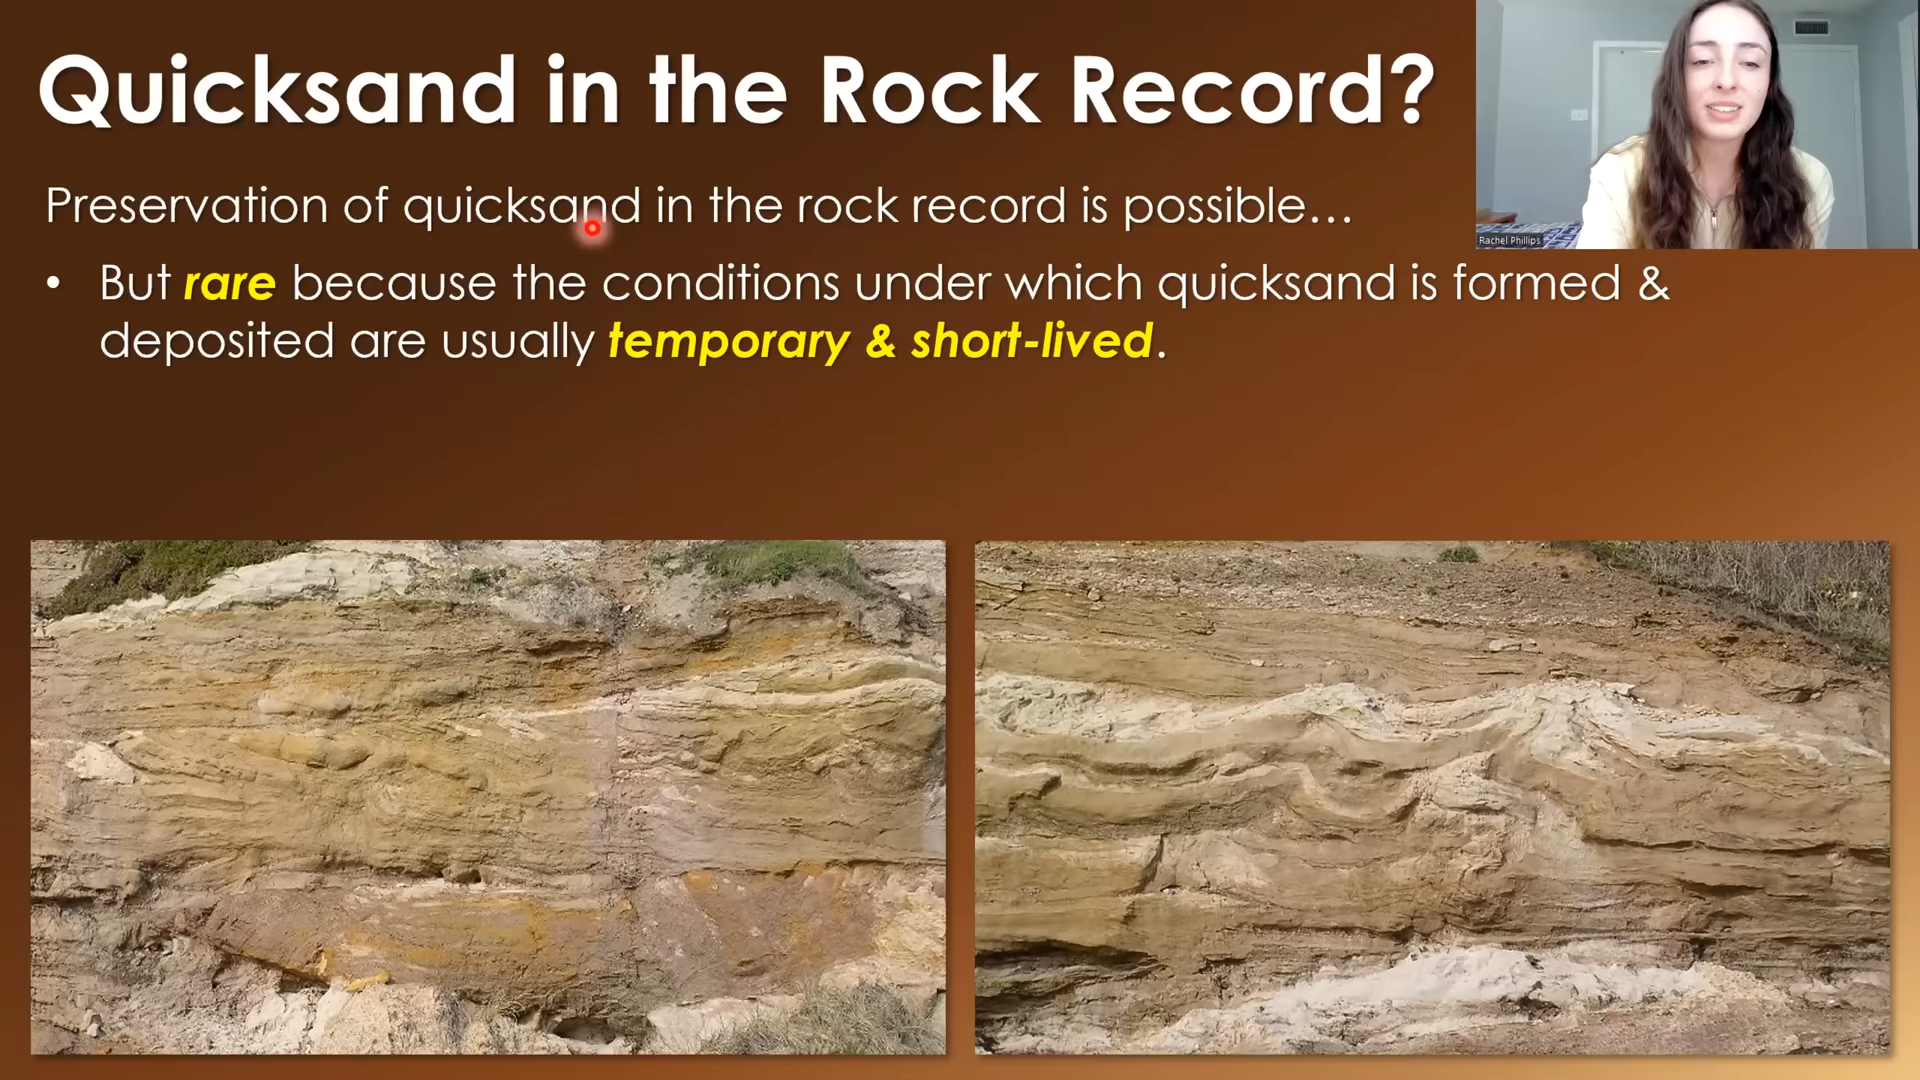 Quicksand in the Rock Record?
Preservation of quicksand in the rock record is possible…
• But rare because the conditions under which quicksand is formed &
deposited are usually temporary & short-lived.
Rachel Phillips